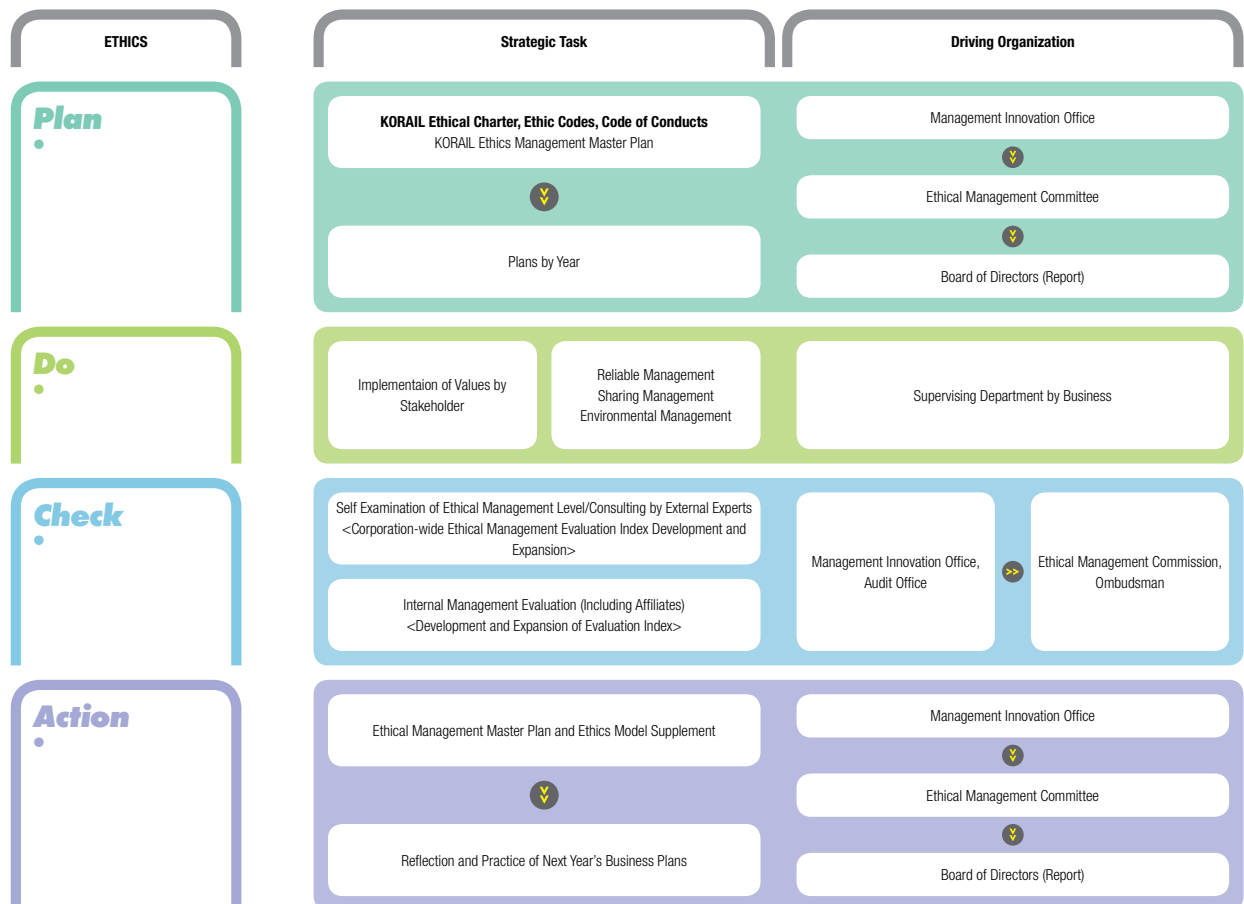 ETHICS
Strategic Task
Driving Organization
Plan
KORAIL Ethical Charter, Ethic Codes, Code of Conducts
KORAIL Ethics Management Master Plan
Plans by Year
Management Innovation Office
Ethical Management Committee
Board of Directors (Report)
Do
Implementaion of Values by
Stakeholder
Reliable Management
Sharing Management
Environmental Management
Supervising Department by Business
Check
Self Examination of Ethical Management Level/Consulting by External Experts
<Corporation-wide Ethical Management Evaluation Index Development and
Expansion>
Internal Management Evaluation (Including Affiliates)
<Development and Expansion of Evaluation Index>
Management Innovation Office,
Audit Office
>>
Ethical Management Commission,
Ombudsman
Action
Ethical Management Master Plan and Ethics Model Supplement
Reflection and Practice of Next Year's Business Plans
Management Innovation Office
Ethical Management Committee
Board of Directors (Report)